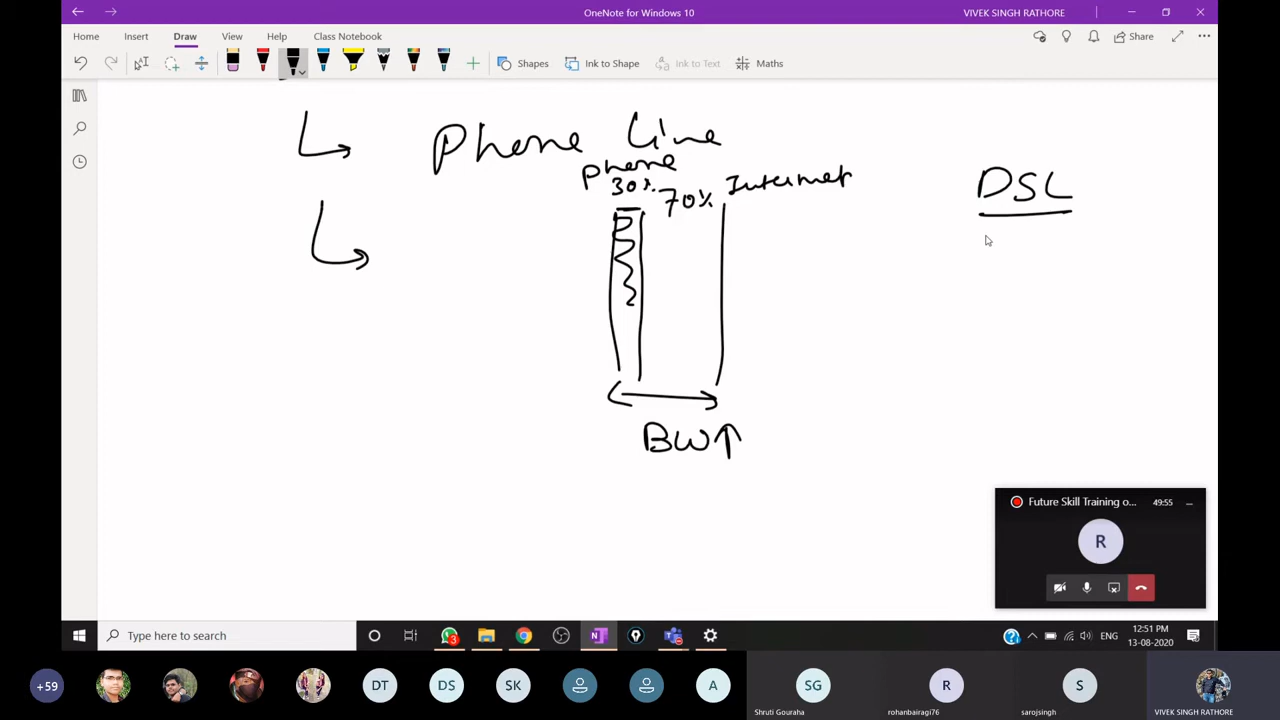 OneNote for Windows 10
VIVEK SINGH RATHORE
Home Insert Draw View Help Class Notebook
Share
Shapes Ink to Shape Ink to Text Maths
Phone Line
Phone
30% 70% Internet
DSL
BW↑
Future Skill Training o... 49:55
R
Type here to search
3
ENG
12:51 PM
13-08-2020
+59 DT DS SK A SG R S
Shruti Gouraha rohanbairagi76 sarojsingh VIVEK SINGH RATHORE